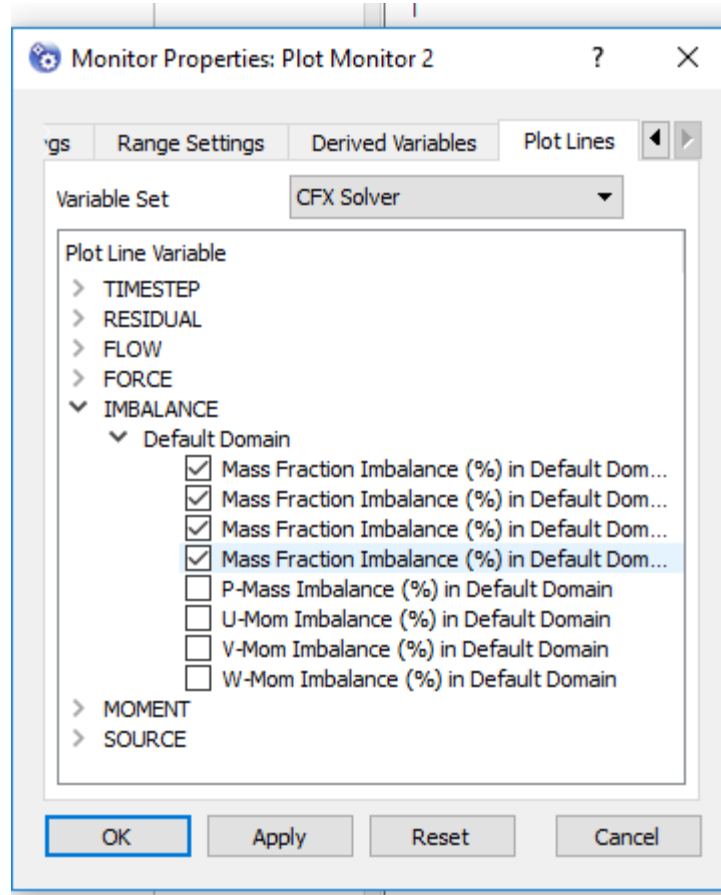 Monitor Properties: Plot Monitor 2 ?
gs Range Settings Derived Variables Plot Lines
Variable Set CFX Solver
Plot Line Variable
TIMESTEP
RESIDUAL
FLOW
FORCE
IMBALANCE
Default Domain
Mass Fraction Imbalance (%) in Default Dom...
Mass Fraction Imbalance (%) in Default Dom...
Mass Fraction Imbalance (%) in Default Dom...
Mass Fraction Imbalance (%) in Default Dom...
P-Mass Imbalance (%) in Default Domain
U-Mom Imbalance (%) in Default Domain
V-Mom Imbalance (%) in Default Domain
W-Mom Imbalance (%) in Default Domain
MOMENT
SOURCE
OK Apply Reset Cancel